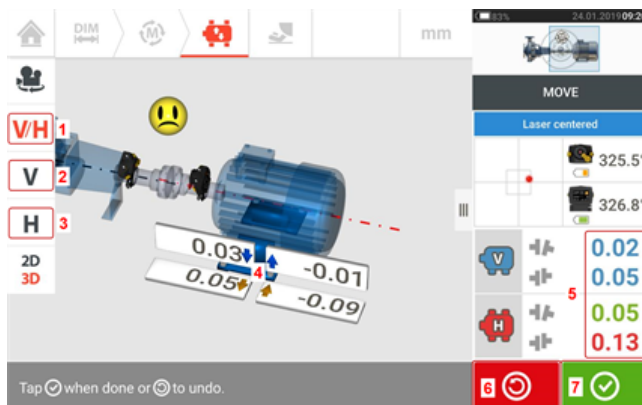 DIM
M
mm
83%
24.01.2019 09:20
MOVE
Laser centered
325.5°
326.8°
V/H 1
V 2
H 3
2D
3D
0.03
-0.01
4
0.05
-0.09
V
0.02
0.05
5
H
0.05
0.13
Tap when done or to undo.
6
7